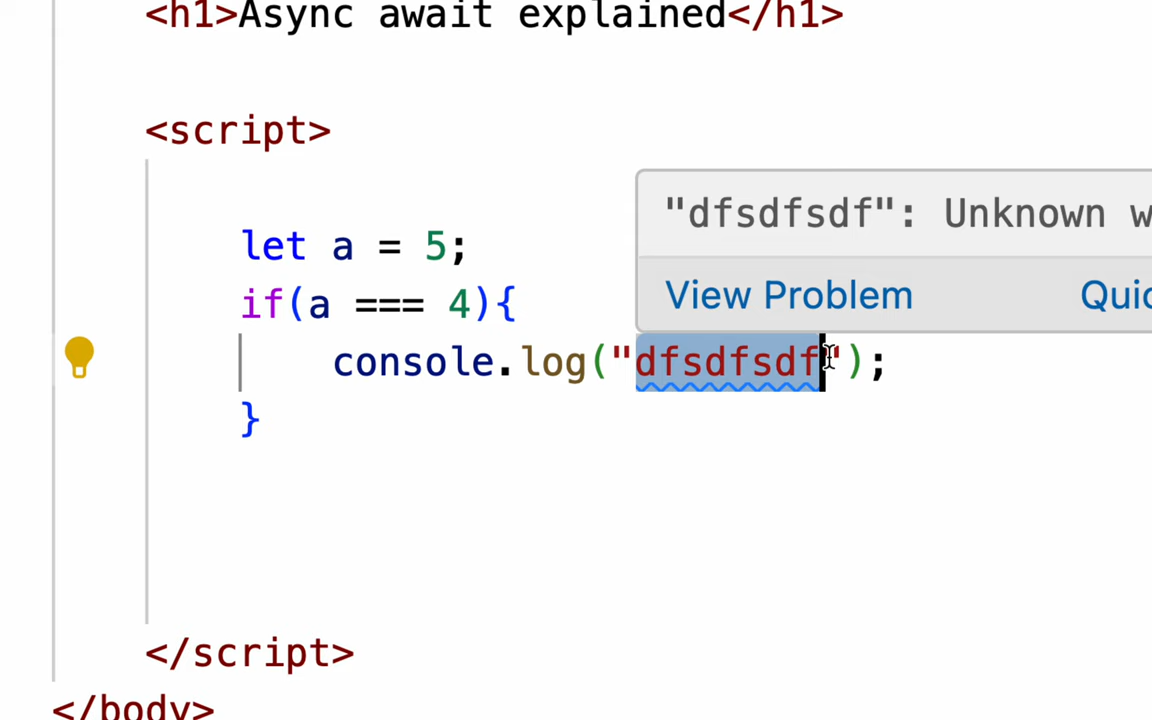 <h1>Async await explained</h1>
<script>
"dfsdfsdf": Unknown
let a = 5;
View Problem
if(a === 4){
console.log("dfsdfsdf");
}
</script>
</body>